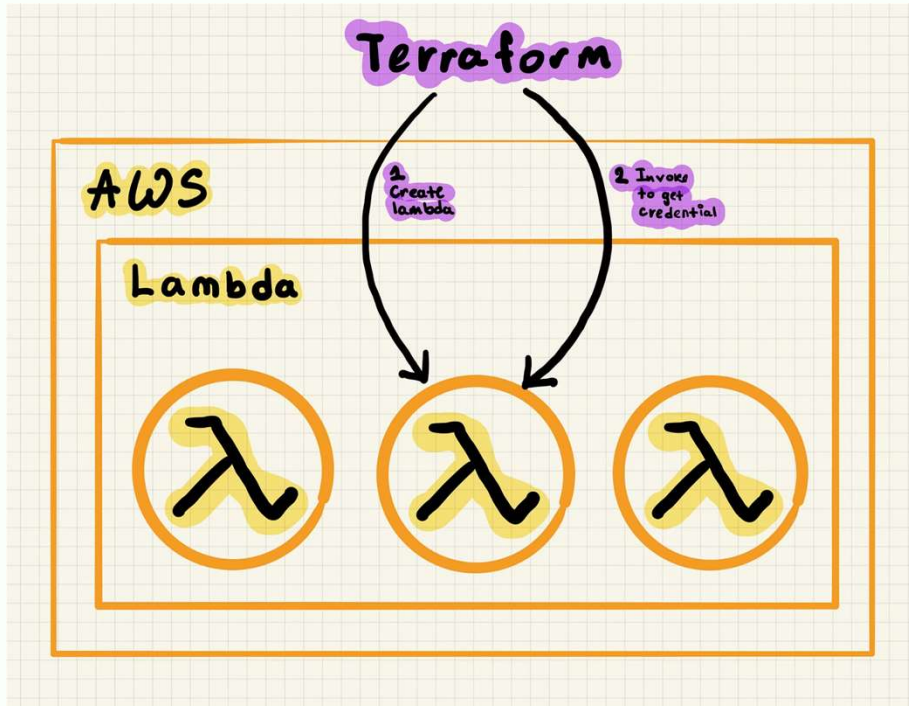 Terraform
AWS
1
Create
lambda
2 Invoke
to get
credential
Lambda
λ
λ
λ